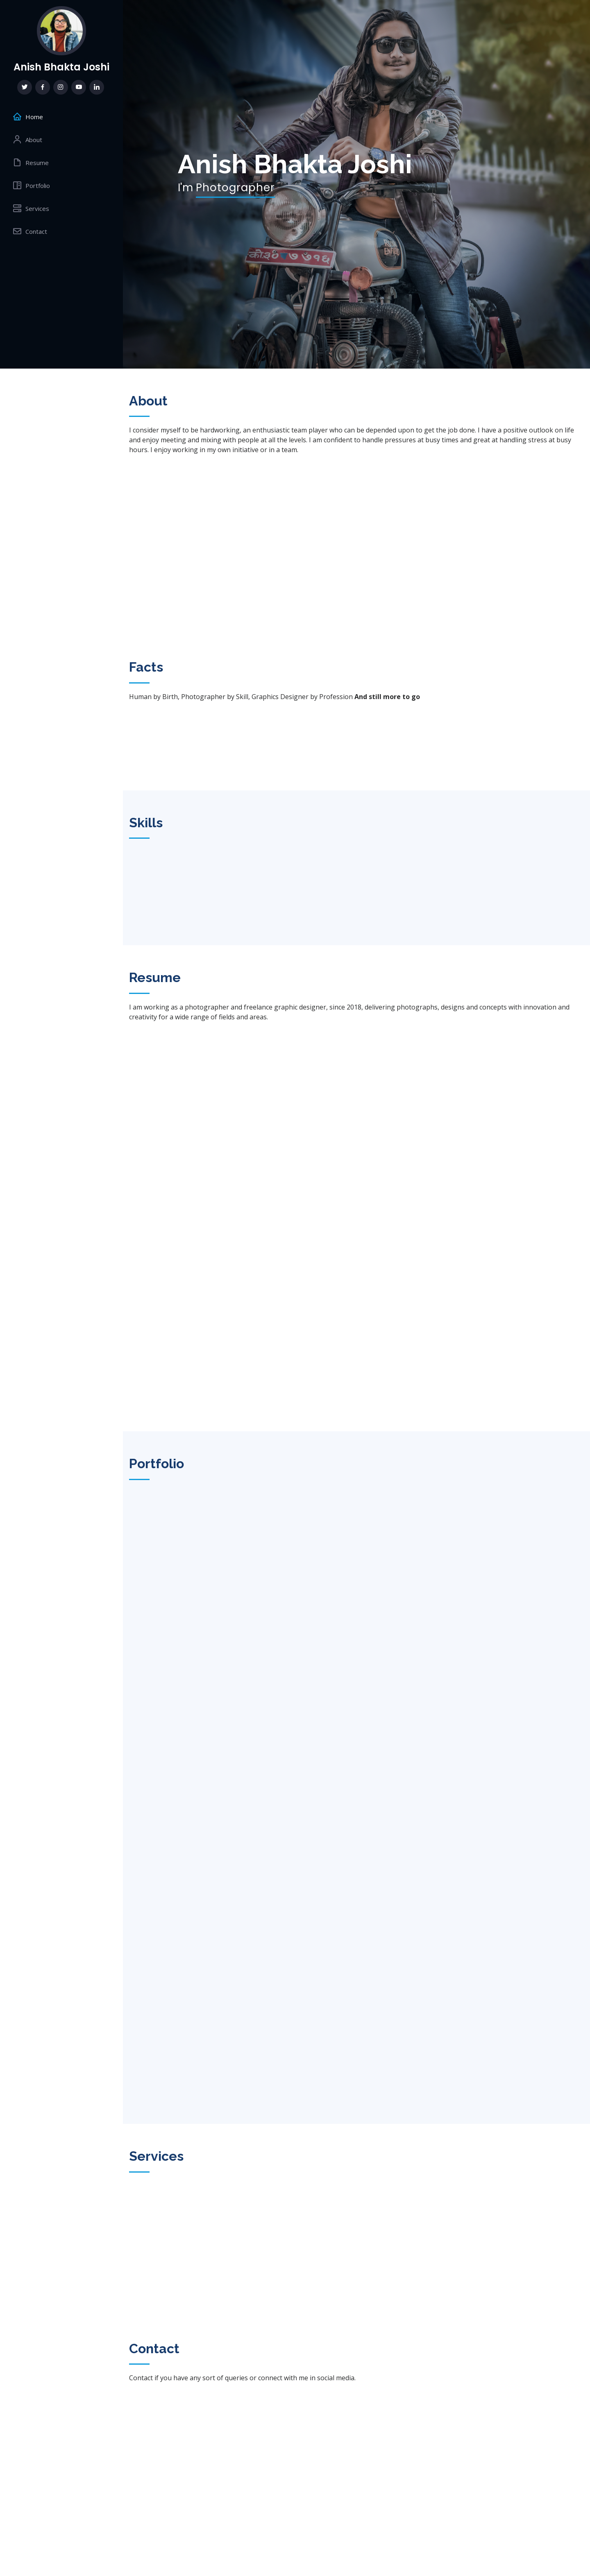 Anish Bhakta Joshi
Home
About
Resume
Portfolio
Services
Contact
Anish Bhakta Joshi
I'm Photographer
About
I consider myself to be hardworking, an enthusiastic team player who can be depended upon to get the job done. I have a positive outlook on life
and enjoy meeting and mixing with people at all the levels. I am confident to handle pressures at busy times and great at handling stress at busy
hours. I enjoy working in my own initiative or in a team.
Facts
Human by Birth, Photographer by Skill, Graphics Designer by Profession And still more to go
Skills
Resume
I am working as a photographer and freelance graphic designer, since 2018, delivering photographs, designs and concepts with innovation and
creativity for a wide range of fields and areas.
Portfolio
Services
Contact
Contact if you have any sort of queries or connect with me in social media.